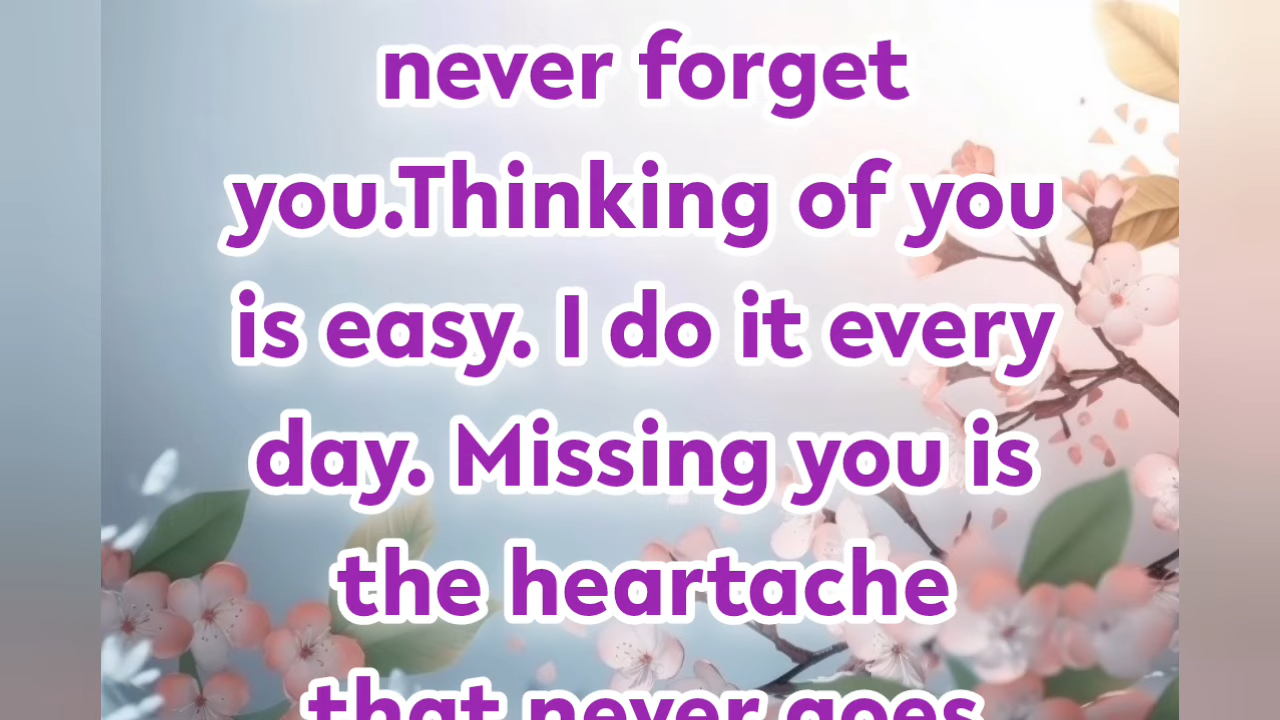 never forget
you.Thinking of you
is easy. I do it every
day. Missing you is
the heartache
that never goes